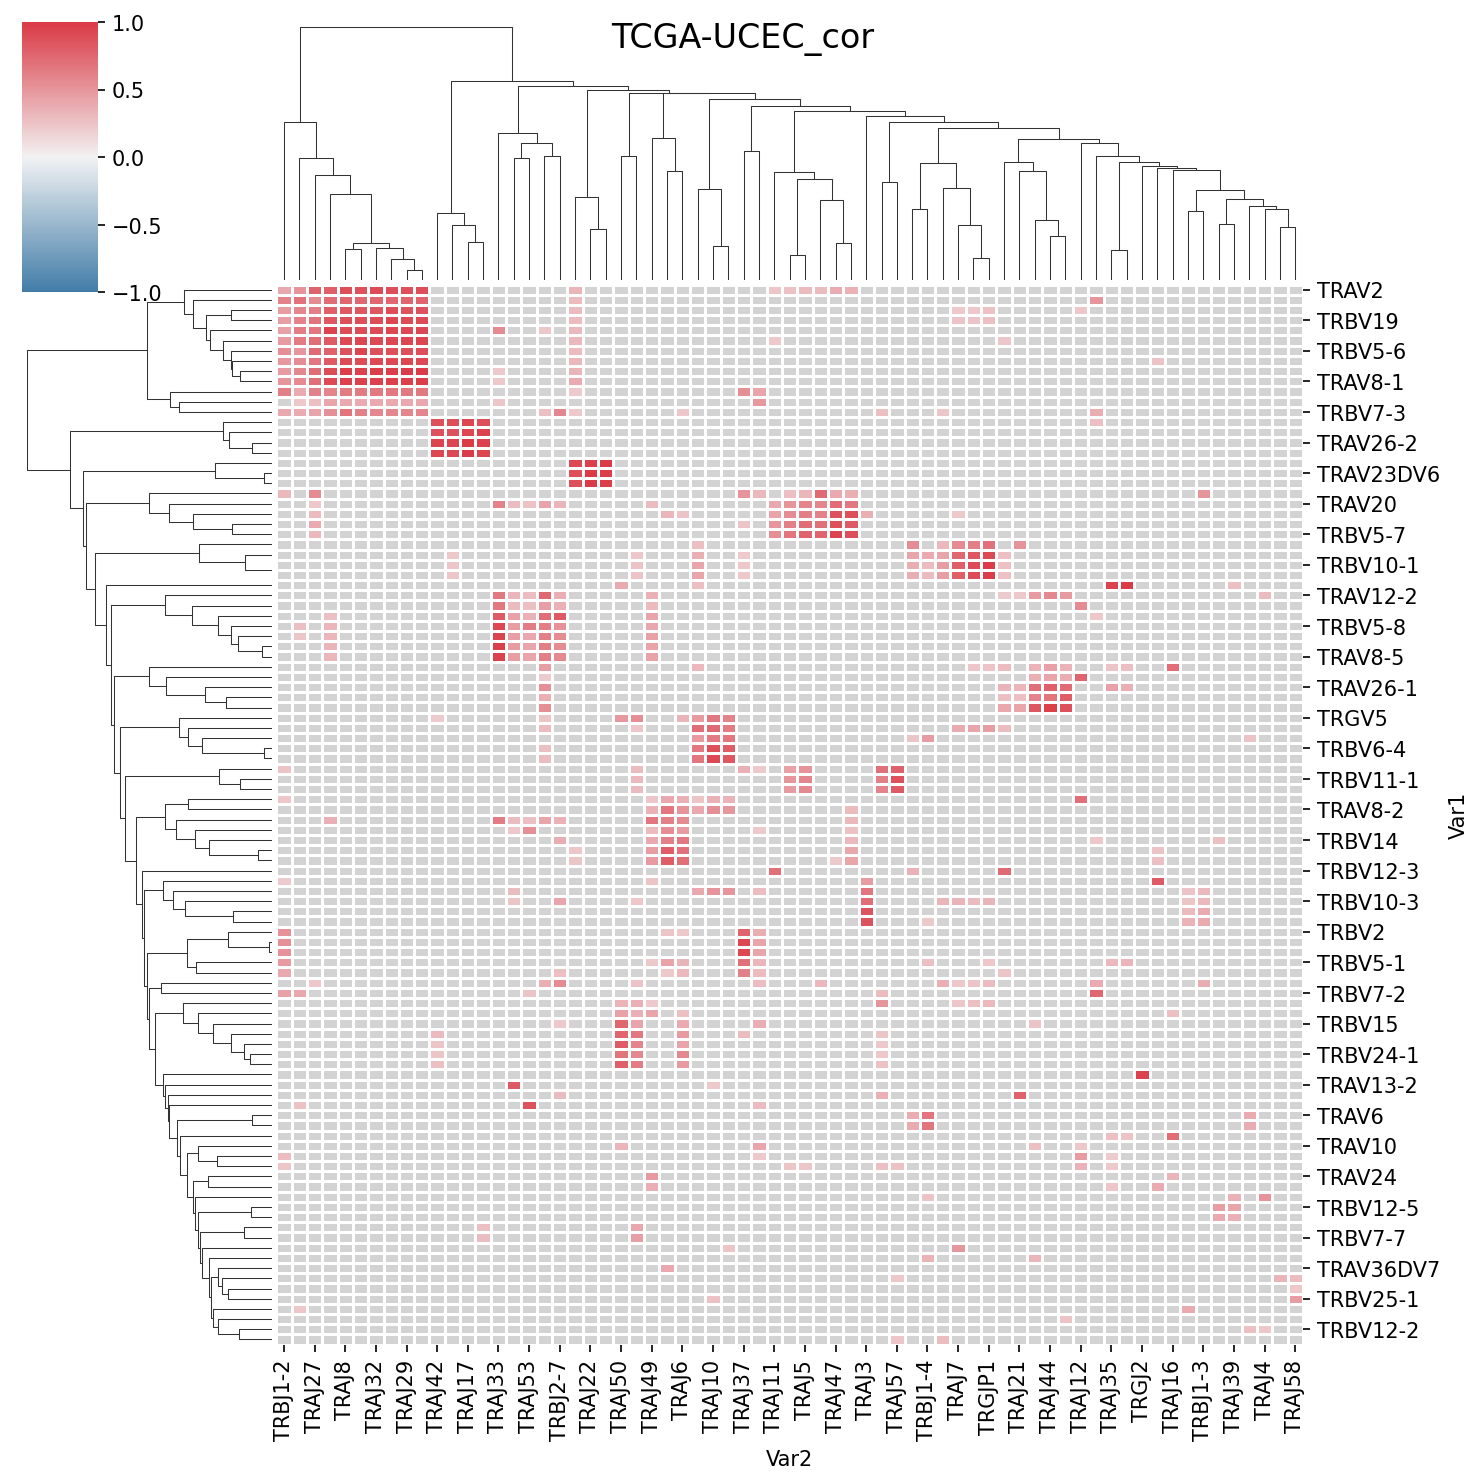 TCGA-UCEC_cor
1.0
0.5
0.0
−0.5
−1.0
TRAV2
TRBV19
TRBV5-6
TRAV8-1
TRBV7-3
TRAV26-2
TRAV23DV6
TRAV20
TRBV5-7
TRBV10-1
TRAV12-2
TRBV5-8
TRAV8-5
TRAV26-1
TRGV5
TRBV6-4
TRBV11-1
TRAV8-2
TRBV14
TRBV12-3
TRBV10-3
TRBV2
TRBV5-1
TRBV7-2
TRBV15
TRBV24-1
TRAV13-2
TRAV6
TRAV10
TRAV24
TRBV12-5
TRBV7-7
TRAV36DV7
TRBV25-1
TRBV12-2
Var1
TRBJ1-2
TRAJ27
TRAJ8
TRAJ32
TRAJ29
TRAJ42
TRAJ17
TRAJ33
TRAJ53
TRBJ2-7
TRAJ22
TRAJ50
TRAJ49
TRAJ6
TRAJ10
TRAJ37
TRAJ11
TRAJ5
TRAJ47
TRAJ3
TRAJ57
TRBJ1-4
TRAJ7
TRGJP1
TRAJ21
TRAJ44
TRAJ12
TRAJ35
TRGJ2
TRAJ16
TRBJ1-3
TRAJ39
TRAJ4
TRAJ58
Var2